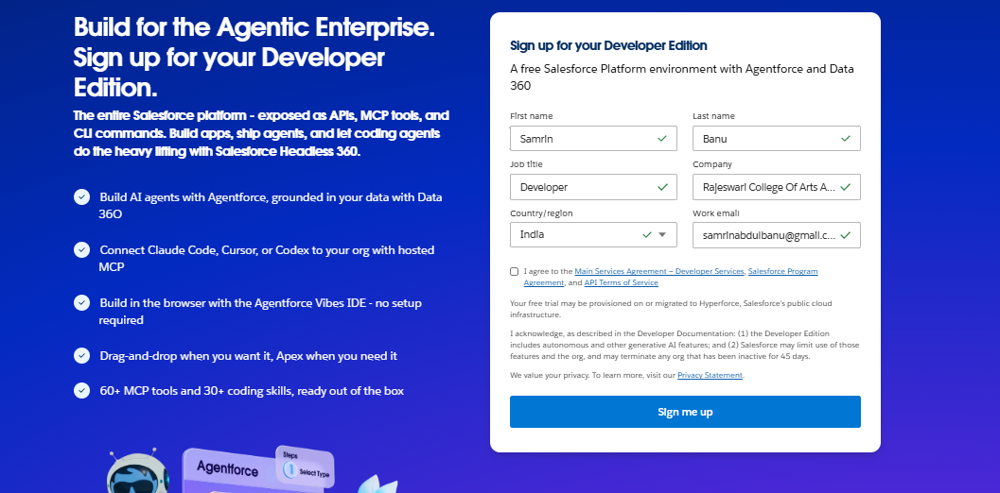 Build for the Agentic Enterprise.
Sign up for your Developer
Edition.
The entire Salesforce platform - exposed as APIs, MCP tools, and
CLI commands. Build apps, ship agents, and let coding agents
do the heavy lifting with Salesforce Headless 360.
Build AI agents with Agentforce, grounded in your data with Data
36O
Connect Claude Code, Cursor, or Codex to your org with hosted
MCP
Build in the browser with the Agentforce Vibes IDE - no setup
required
Drag-and-drop when you want it, Apex when you need it
60+ MCP tools and 30+ coding skills, ready out of the box
Agentforce
Steps
Select Type
Sign up for your Developer Edition
A free Salesforce Platform environment with Agentforce and Data
360
First name
Last name
Samrin
Banu
Job title
Company
Developer
Rajeswari College Of Arts A...
Country/region
Work email
India
samrinabdulbanu@gmail.c...
I agree to the Main Services Agreement – Developer Services, Salesforce Program
Agreement, and API Terms of Service
Your free trial may be provisioned on or migrated to Hyperforce, Salesforce's public cloud
infrastructure.
I acknowledge, as described in the Developer Documentation: (1) the Developer Edition
includes autonomous and other generative AI features; and (2) Salesforce may limit use of those
features and the org, and may terminate any org that has been inactive for 45 days.
We value your privacy. To learn more, visit our Privacy Statement.
Sign me up